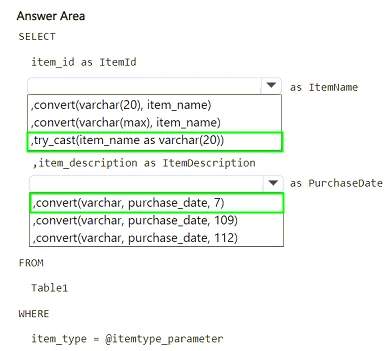 Answer Area
SELECT
item_id as ItemId
as ItemName
,convert(varchar(20), item_name)
,convert(varchar(max), item_name)
,try_cast(item_name as varchar(20))
,item_description as ItemDescription
as PurchaseDate
,convert(varchar, purchase_date, 7)
,convert(varchar, purchase_date, 109)
,convert(varchar, purchase_date, 112)
FROM
Table1
WHERE
item_type = @itemtype_parameter